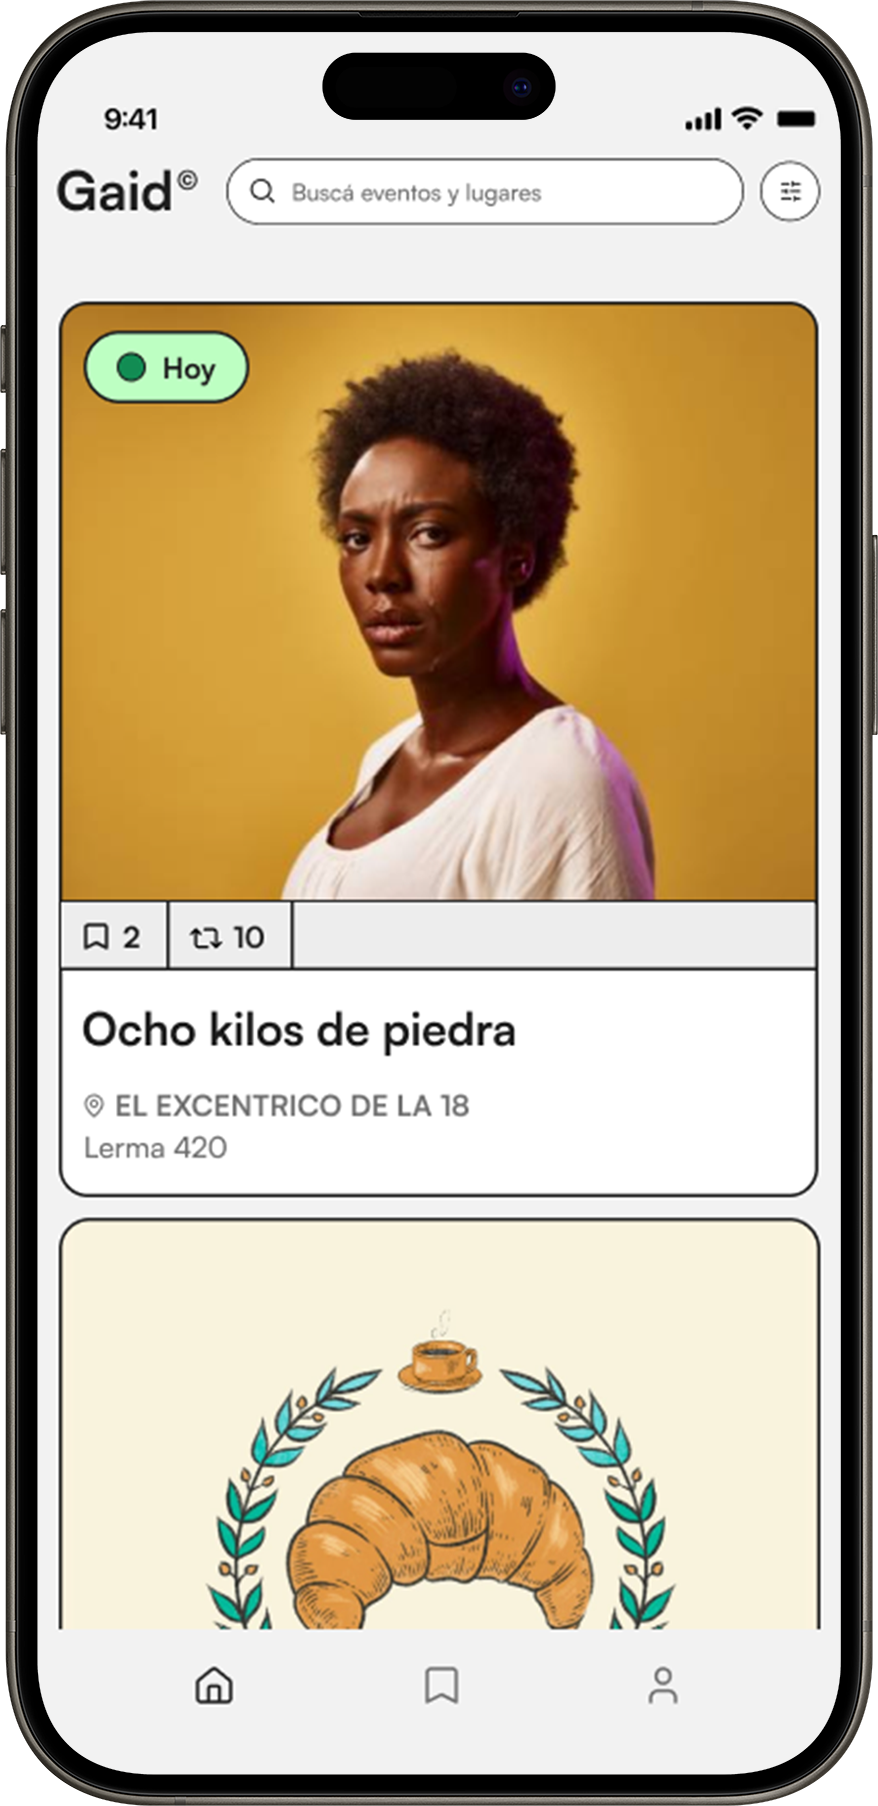 9:41
Gaid©
Buscá eventos y lugares
Hoy
2
10
Ocho kilos de piedra
EL EXCENTRICO DE LA 18
Lerma 420